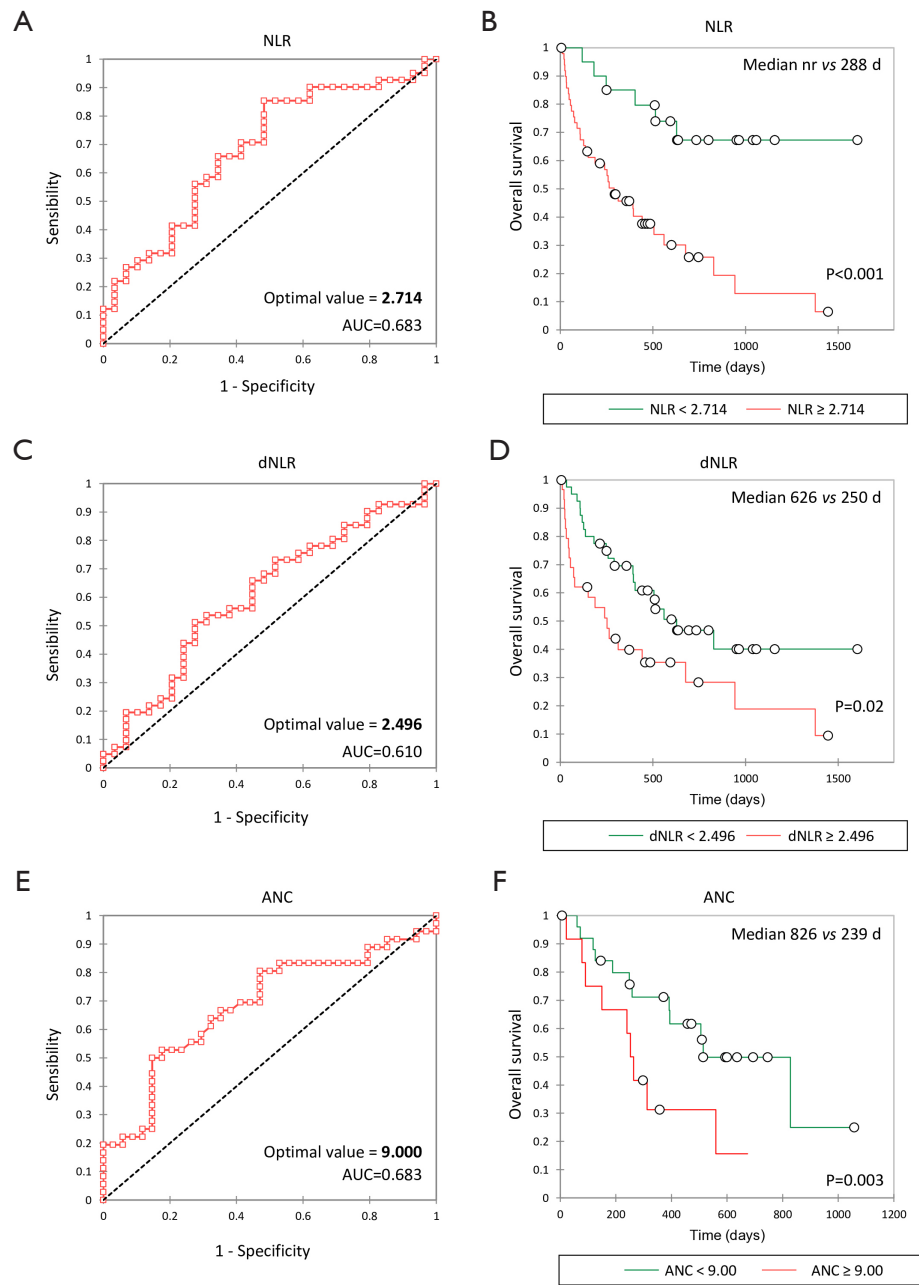 A
NLR
1
0.9
0.8
0.7
0.6
0.5
0.4
0.3
0.2
0.1
0
Sensibility
Optimal value = 2.714
AUC=0.683
0 0.2 0.4 0.6 0.8 1
1 - Specificity
B
Median nr vs 288 d
1
0.9
0.8
0.7
0.6
0.5
0.4
0.3
0.2
0.1
0
Overall survival
P<0.001
0 500 1000 1500
Time (days)
NLR < 2.714 NLR ≥ 2.714
C
dNLR
1
0.9
0.8
0.7
0.6
0.5
0.4
0.3
0.2
0.1
0
Sensibility
Optimal value = 2.496
AUC=0.610
0 0.2 0.4 0.6 0.8 1
1 - Specificity
D
dNLR
Median 626 vs 250 d
1
0.9
0.8
0.7
0.6
0.5
0.4
0.3
0.2
0.1
0
Overall survival
P=0.02
0 500 1000 1500
Time (days)
dNLR < 2.496 dNLR ≥ 2.496
E
ANC
1
0.9
0.8
0.7
0.6
0.5
0.4
0.3
0.2
0.1
0
Sensibility
Optimal value = 9.000
AUC=0.683
0 0.2 0.4 0.6 0.8 1
1 - Specificity
F
ANC
Median 826 vs 239 d
1
0.9
0.8
0.7
0.6
0.5
0.4
0.3
0.2
0.1
0
Overall survival
P=0.003
0 200 400 600 800 1000 1200
Time (days)
ANC < 9.00 ANC ≥ 9.00
NLR